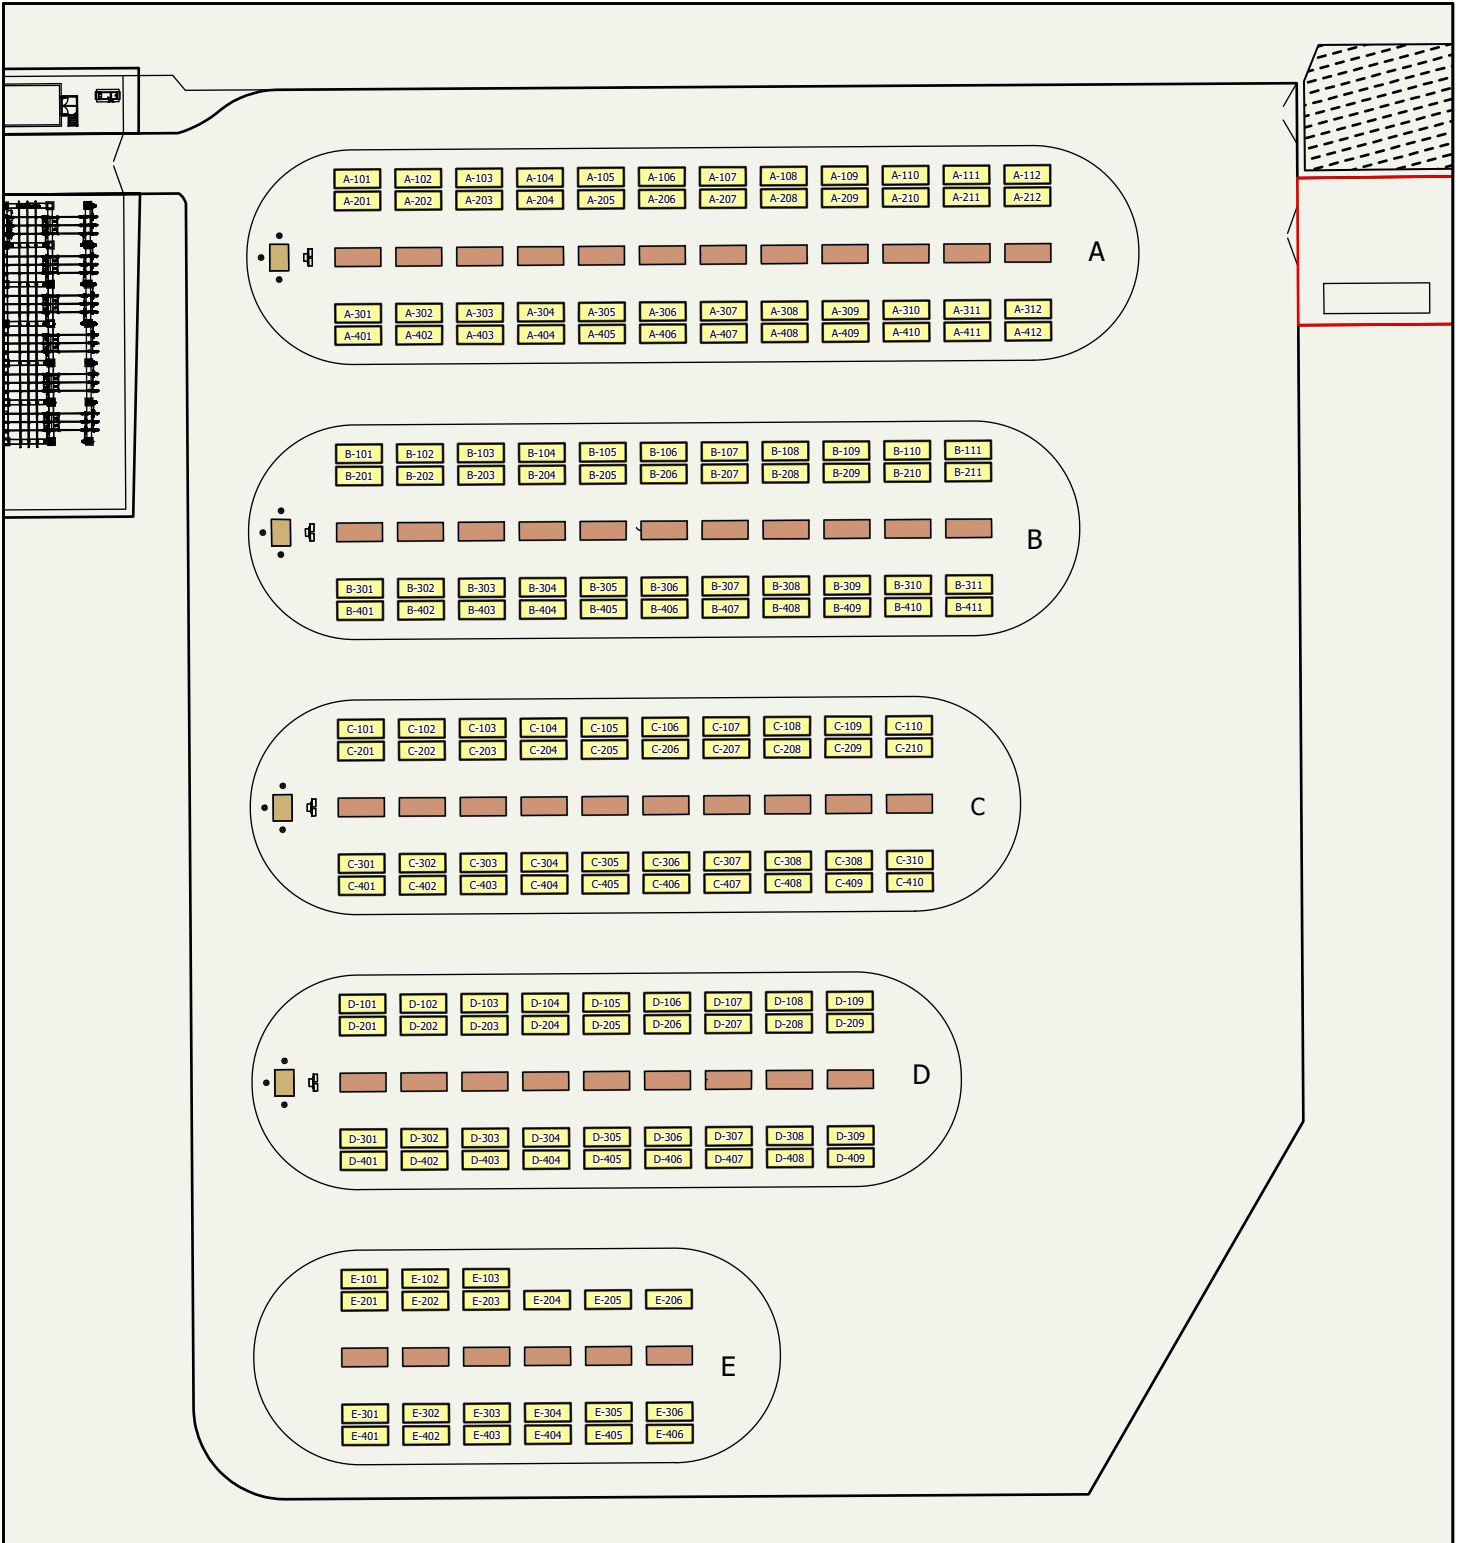 A-101 A-102 A-103 A-104 A-105 A-106 A-107 A-108 A-109 A-110 A-111 A-112
A-201 A-202 A-203 A-204 A-205 A-206 A-207 A-208 A-209 A-210 A-211 A-212
A
A-301 A-302 A-303 A-304 A-305 A-306 A-307 A-308 A-309 A-310 A-311 A-312
A-401 A-402 A-403 A-404 A-405 A-406 A-407 A-408 A-409 A-410 A-411 A-412
B-101 B-102 B-103 B-104 B-105 B-106 B-107 B-108 B-109 B-110 B-111
B-201 B-202 B-203 B-204 B-205 B-206 B-207 B-208 B-209 B-210 B-211
B
B-301 B-302 B-303 B-304 B-305 B-306 B-307 B-308 B-309 B-310 B-311
B-401 B-402 B-403 B-404 B-405 B-406 B-407 B-408 B-409 B-410 B-411
C-101 C-102 C-103 C-104 C-105 C-106 C-107 C-108 C-109 C-110
C-201 C-202 C-203 C-204 C-205 C-206 C-207 C-208 C-209 C-210
C
C-301 C-302 C-303 C-304 C-305 C-306 C-307 C-308 C-308 C-310
C-401 C-402 C-403 C-404 C-405 C-406 C-407 C-408 C-409 C-410
D-101 D-102 D-103 D-104 D-105 D-106 D-107 D-108 D-109
D-201 D-202 D-203 D-204 D-205 D-206 D-207 D-208 D-209
D
D-301 D-302 D-303 D-304 D-305 D-306 D-307 D-308 D-309
D-401 D-402 D-403 D-404 D-405 D-406 D-407 D-408 D-409
E-101 E-102 E-103
E-201 E-202 E-203 E-204 E-205 E-206
E
E-301 E-302 E-303 E-304 E-305 E-306
E-401 E-402 E-403 E-404 E-405 E-406